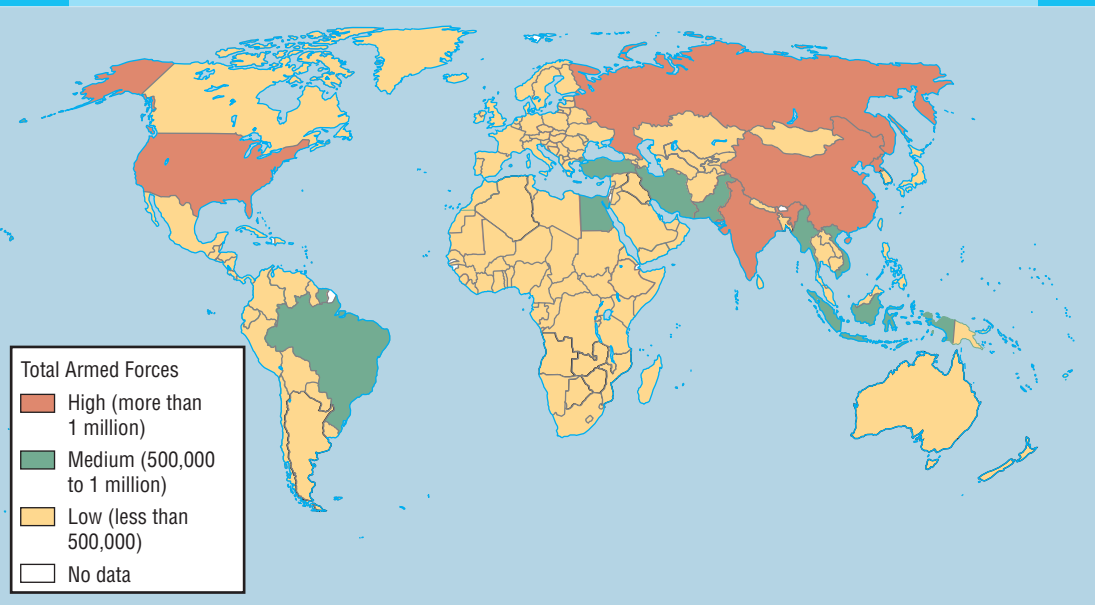 Total Armed Forces
High (more than
1 million)
Medium (500,000
to 1 million)
Low (less than
500,000)
No data